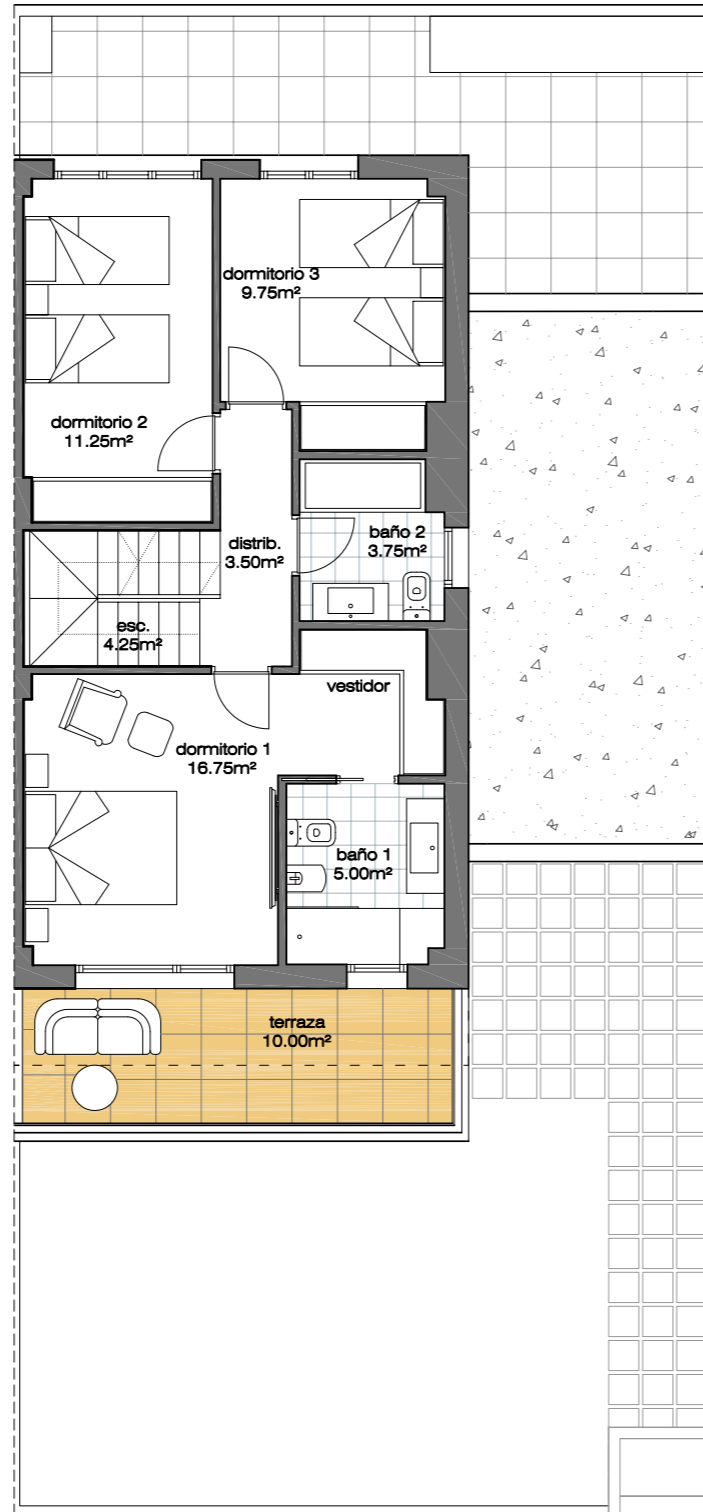 dormitorio 3
9.75m²
dormitorio 2
11.25m²
distrib.
3.50m²
baño 2
3.75m²
esc.
4.25m²
vestidor
dormitorio 1
16.75m²
baño 1
5.00m²
terraza
10.00m²